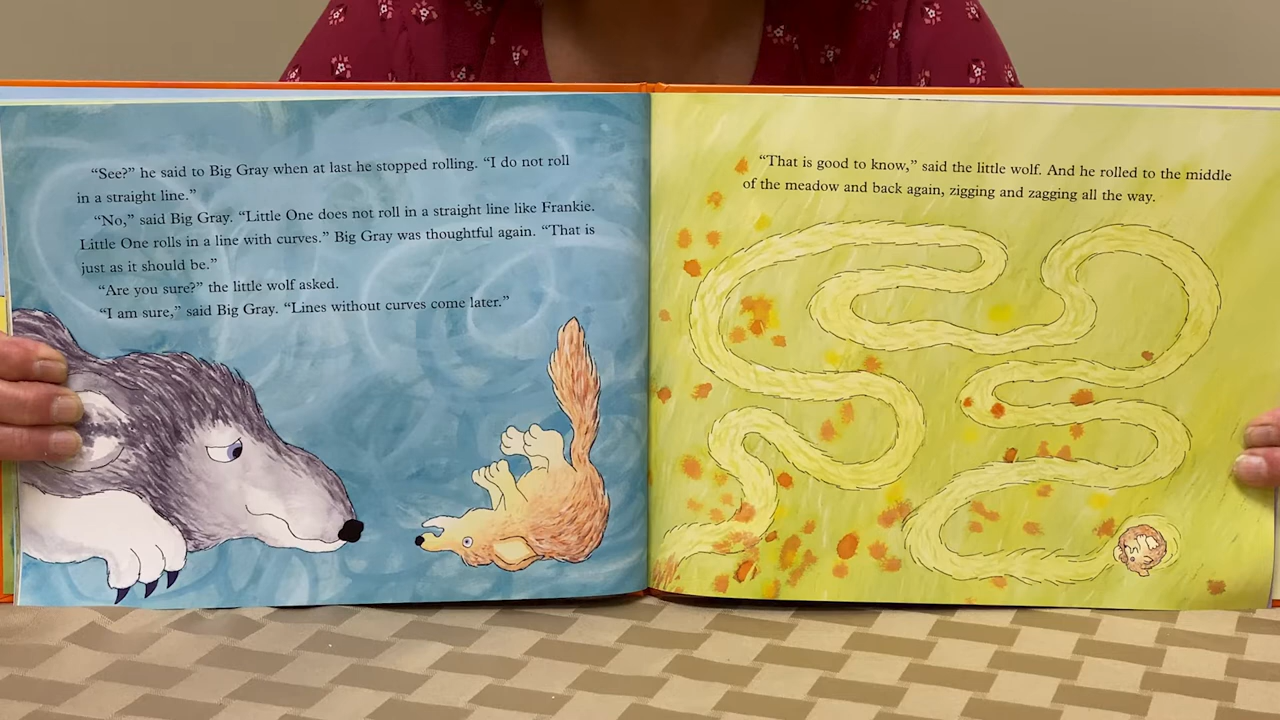 “See?” he said to Big Gray when at last he stopped rolling. “I do not roll
in a straight line.”
“No,” said Big Gray. “Little One does not roll in a straight line like Frankie.
Little One rolls in a line with curves.” Big Gray was thoughtful again. “That is
just as it should be.”
“Are you sure?” the little wolf asked.
“I am sure,” said Big Gray. “Lines without curves come later.”
“That is good to know,” said the little wolf. And he rolled to the middle
of the meadow and back again, zigging and zagging all the way.